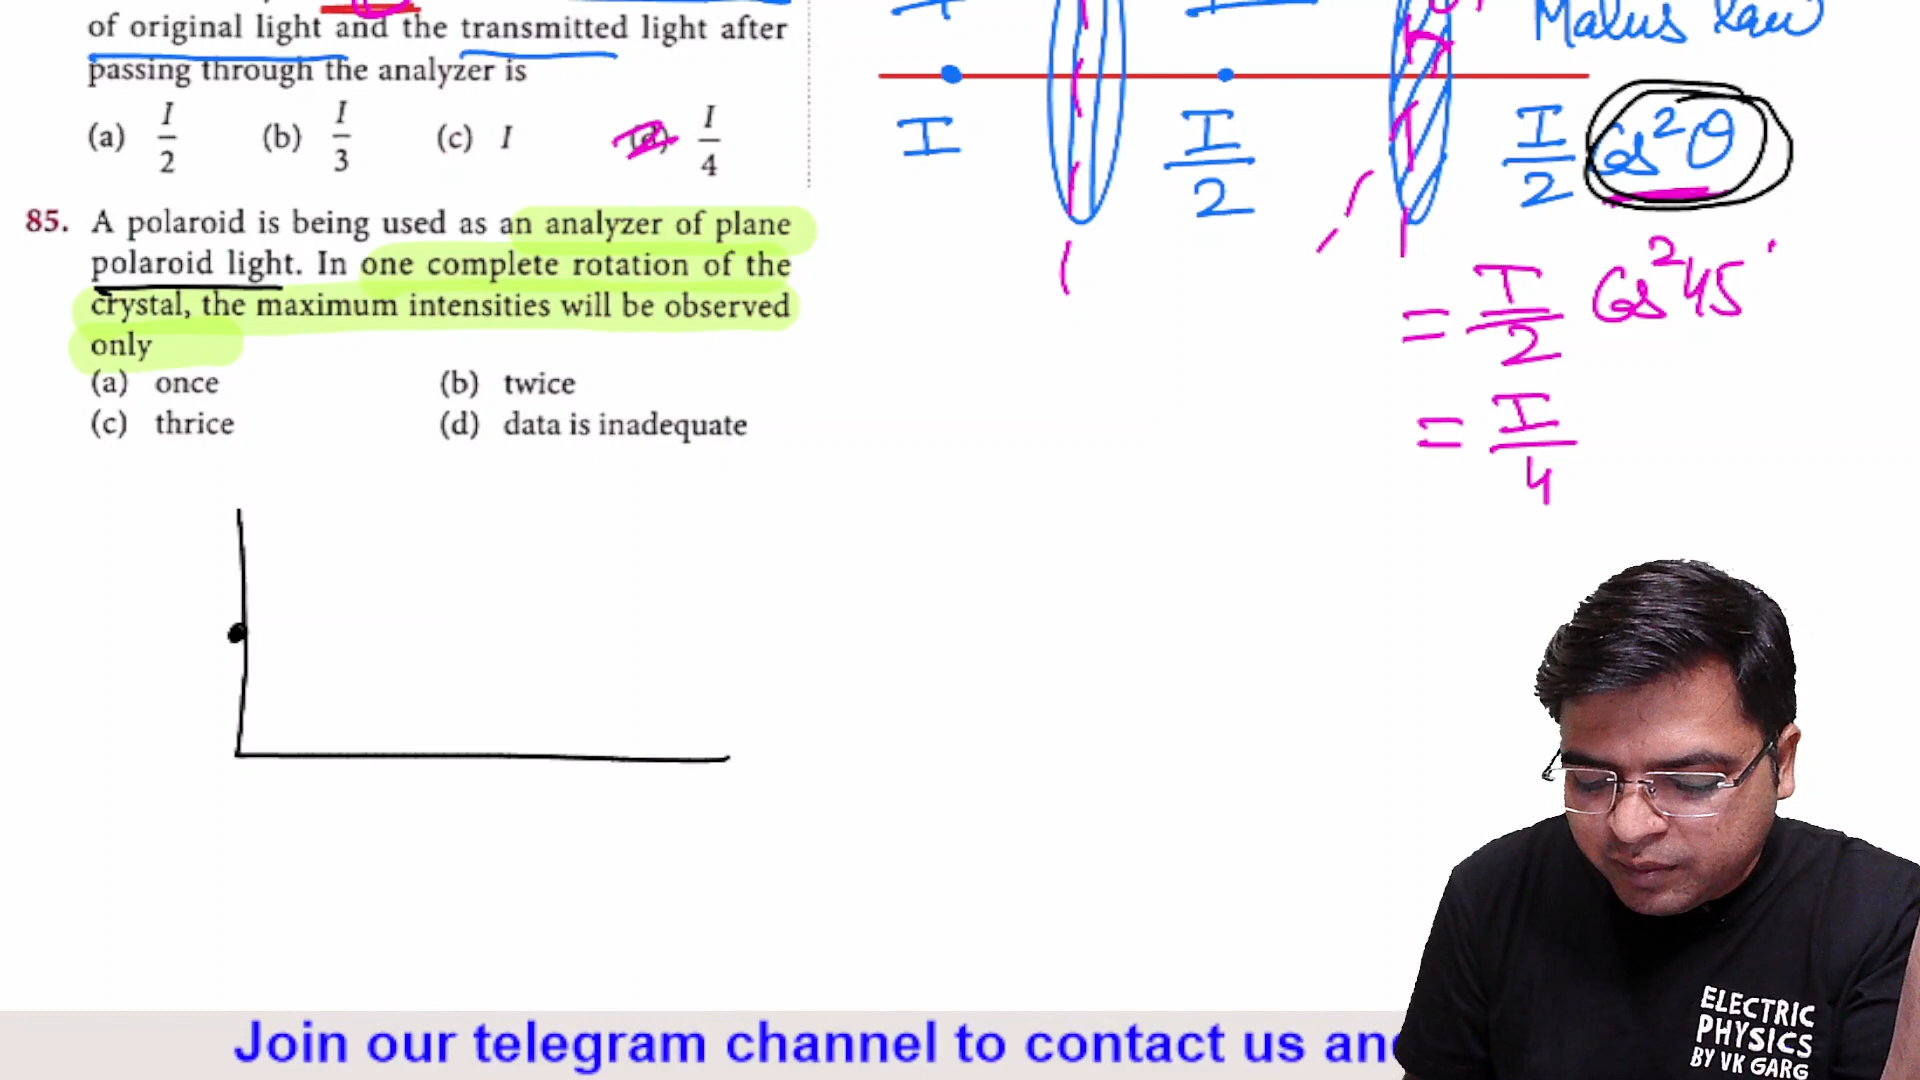 of original light and the transmitted light after
passing through the analyzer is
(a) I/2 (b) I/3 (c) I (d) I/4
85. A polaroid is being used as an analyzer of plane
polaroid light. In one complete rotation of the
crystal, the maximum intensities will be observed
only
(a) once (b) twice
(c) thrice (d) data is inadequate
Malus law
I I/2 I/2 Cos²θ
= I/2 Cos²45°
= I/4
ELECTRIC
PHYSICS
BY VK GARG
Join our telegram channel to contact us and